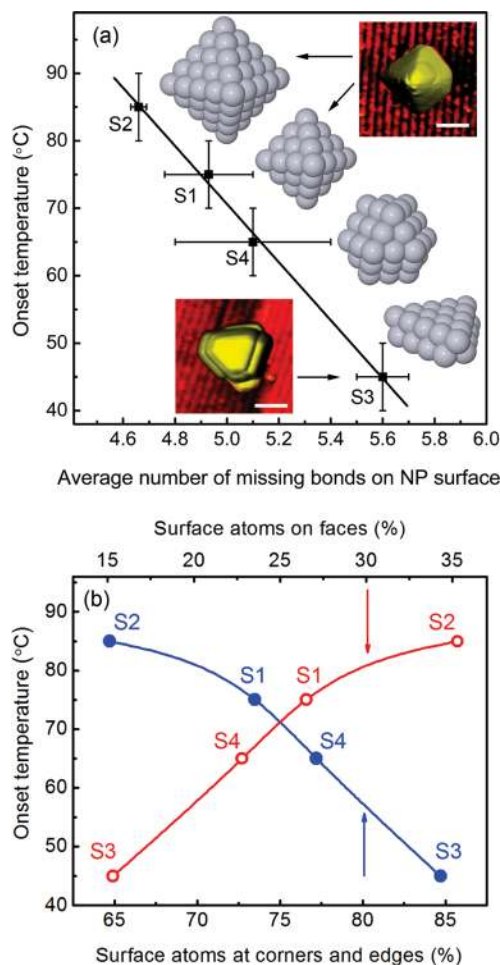 (a)
90
80
70
60
50
40
Onset temperature (°C)
S2
S1
S4
S3
4.6 4.8 5.0 5.2 5.4 5.6 5.8 6.0
Average number of missing bonds on NP surface
Surface atoms on faces (%)
15 20 25 30 35
(b)
90
80
70
60
50
40
Onset temperature (°C)
S2 S2
S1 S1
S4 S4
S3 S3
65 70 75 80 85
Surface atoms at corners and edges (%)